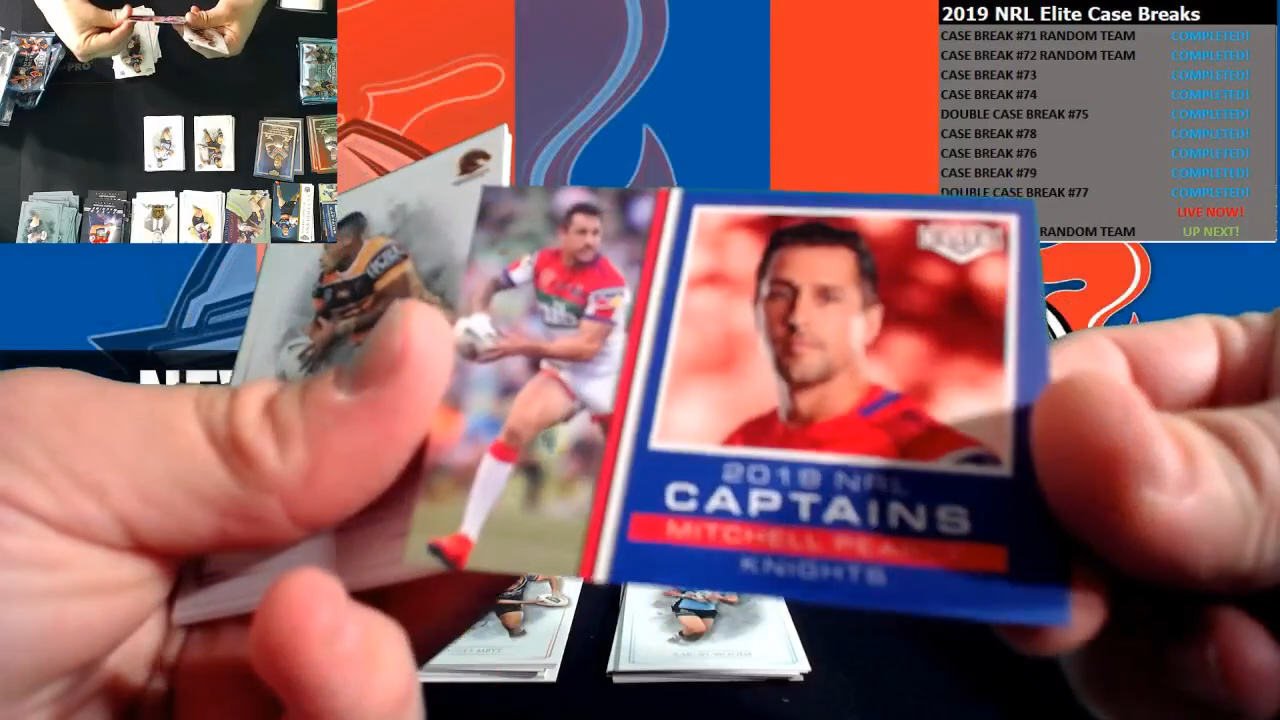 2019 NRL Elite Case Breaks
CASE BREAK #71 RANDOM TEAM COMPLETED!
CASE BREAK #72 RANDOM TEAM COMPLETED!
CASE BREAK #73 COMPLETED!
CASE BREAK #74 COMPLETED!
DOUBLE CASE BREAK #75 COMPLETED!
CASE BREAK #78 COMPLETED!
CASE BREAK #76 COMPLETED!
CASE BREAK #79 COMPLETED!
DOUBLE CASE BREAK #77 COMPLETED!
LIVE NOW!
RANDOM TEAM UP NEXT!
2019 NRL
CAPTAINS
MITCHELL
KNIGHTS